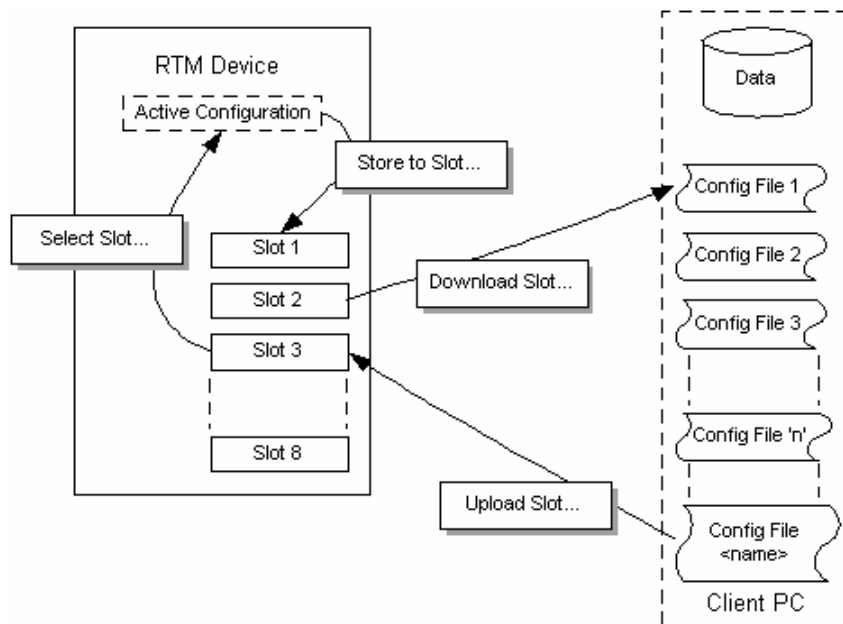 RTM Device
Active Configuration
Store to Slot...
Select Slot...
Slot 1
Slot 2
Slot 3
Slot 8
Download Slot...
Upload Slot...
Data
Config File 1
Config File 2
Config File 3
Config File 'n'
Config File
<name>
Client PC